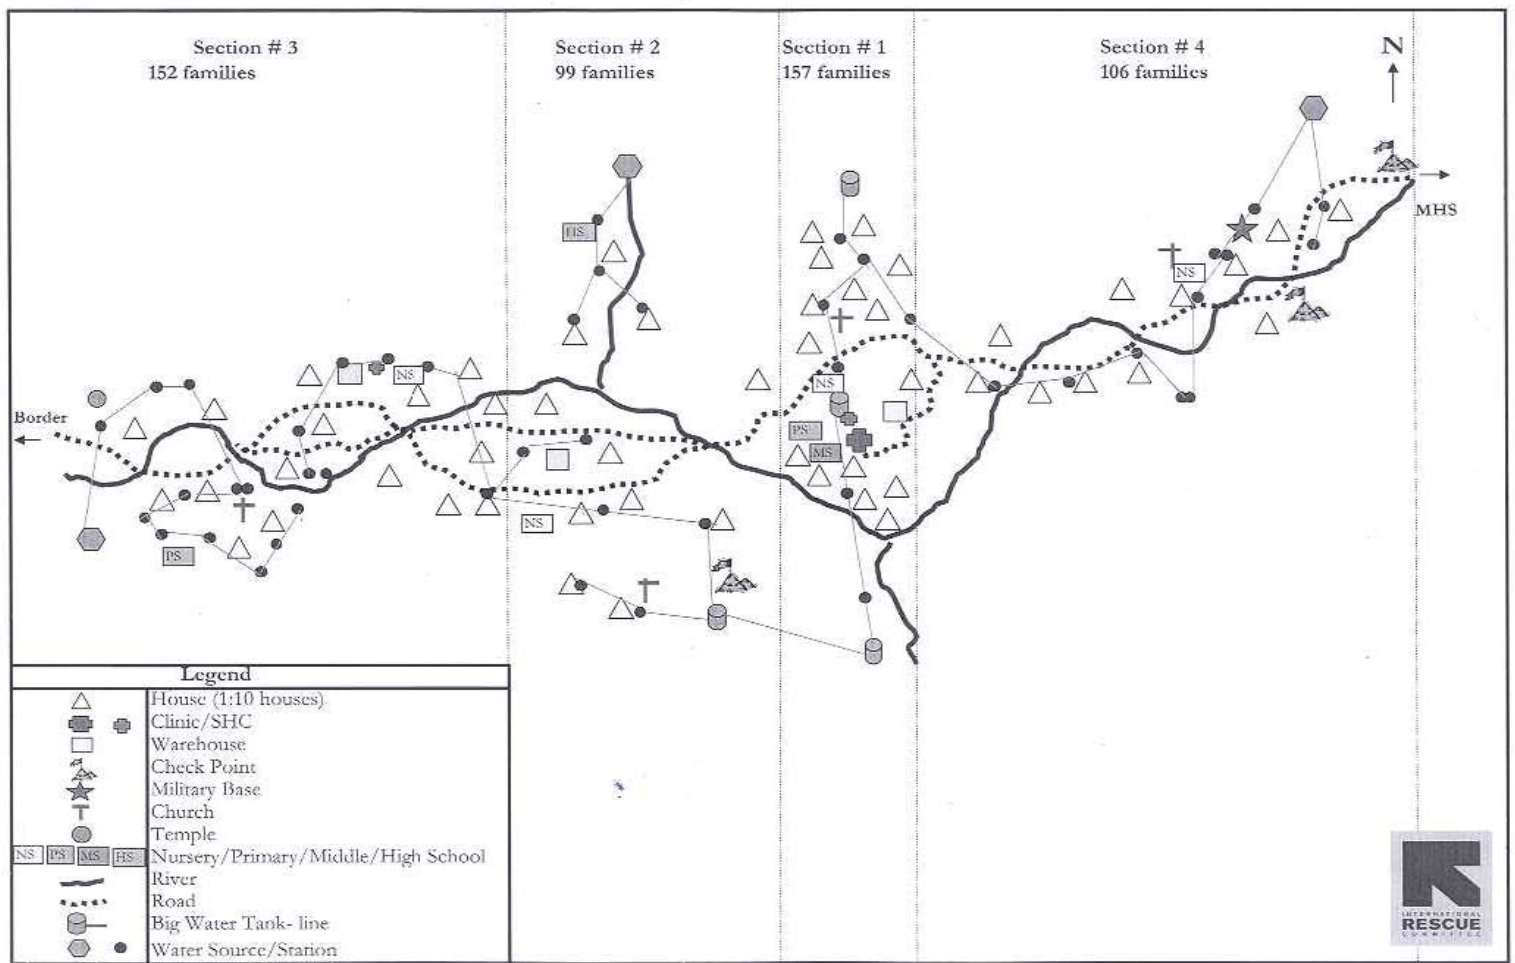 Section # 3
152 families
Section # 2
99 families
Section # 1
157 families
Section # 4
106 families
N
MHS
HS
NS
NS
NS
Border
PS
MS
NS
PS
Legend
House (1:10 houses)
Clinic/SHC
Warehouse
Check Point
Military Base
Church
Temple
NS PS MS HS Nursery/Primary/Middle/High School
River
Road
Big Water Tank- line
Water Source/Station
INTERNATIONAL
RESCUE
COMMITTEE